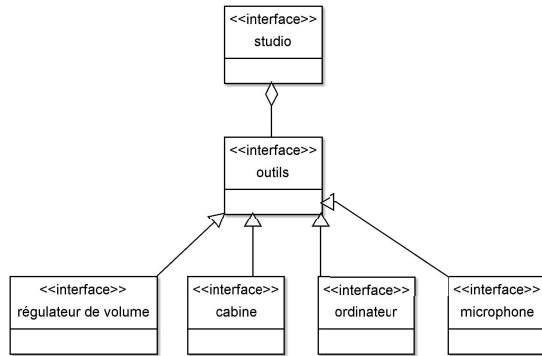 <<interface>>
studio
<<interface>>
outils
<<interface>>
régulateur de volume
<<interface>>
cabine
<<interface>>
ordinateur
<<interface>>
microphone